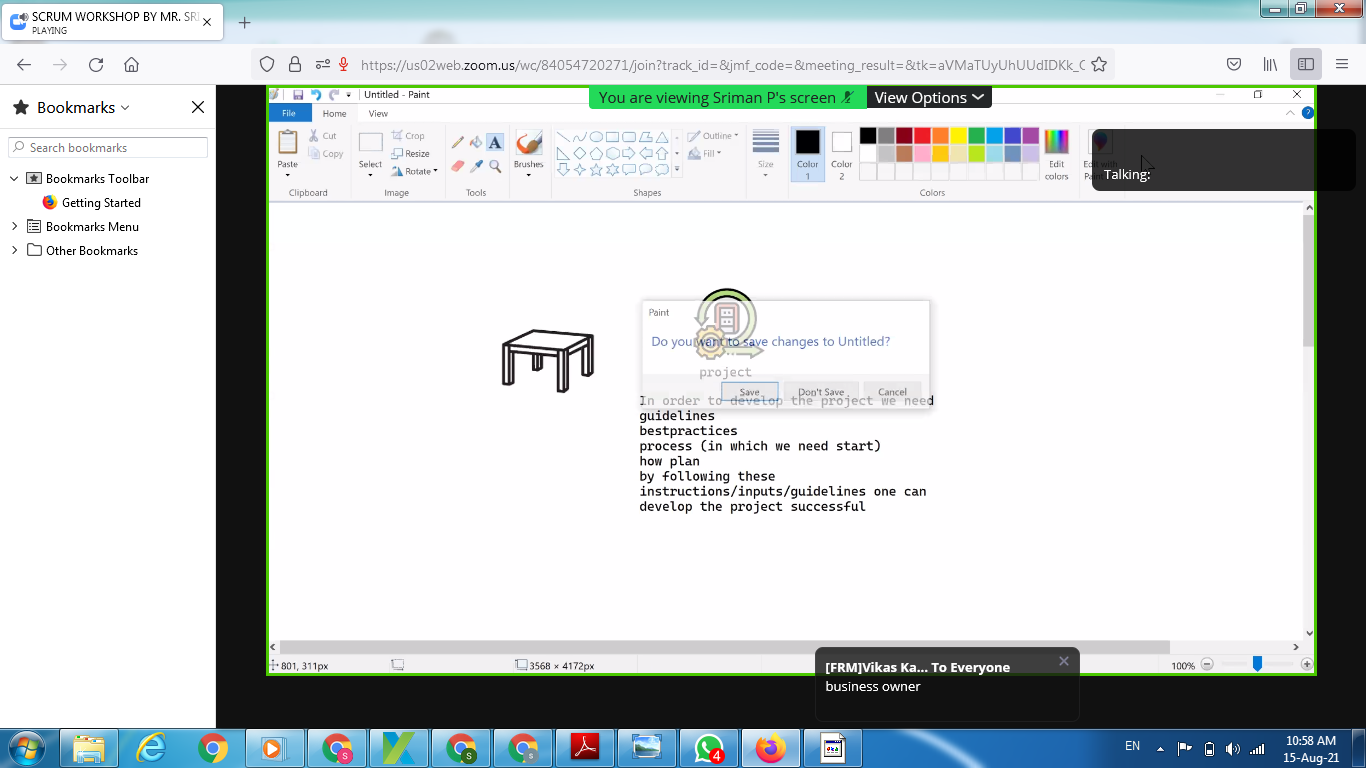 SCRUM WORKSHOP BY MR. SRI
PLAYING
https://us02web.zoom.us/wc/84054720271/join?track_id=&jmf_code=&meeting_result=&tk=aVMaTUyUhUUdIDKk_
Bookmarks
Search bookmarks
Bookmarks Toolbar
Getting Started
Bookmarks Menu
Other Bookmarks
Untitled - Paint
You are viewing Sriman P's screen
View Options
File
Home
View
Paste
Cut
Copy
Clipboard
Select
Crop
Resize
Rotate
Image
A
Tools
Brushes
Outline
Fill
Shapes
Size
Color 1
Color 2
Edit colors
Colors
Edit with
Talking:
Paint
Do you want to save changes to Untitled?
Save
Don't Save
Cancel
project
In order to develop the project we need
guidelines
bestpractices
process (in which we need start)
how plan
by following these
instructions/inputs/guidelines one can
develop the project successful
801, 311px
3568 × 4172px
100%
[FRM]Vikas Ka... To Everyone
business owner
S
S
S
4
EN
10:58 AM
15-Aug-21